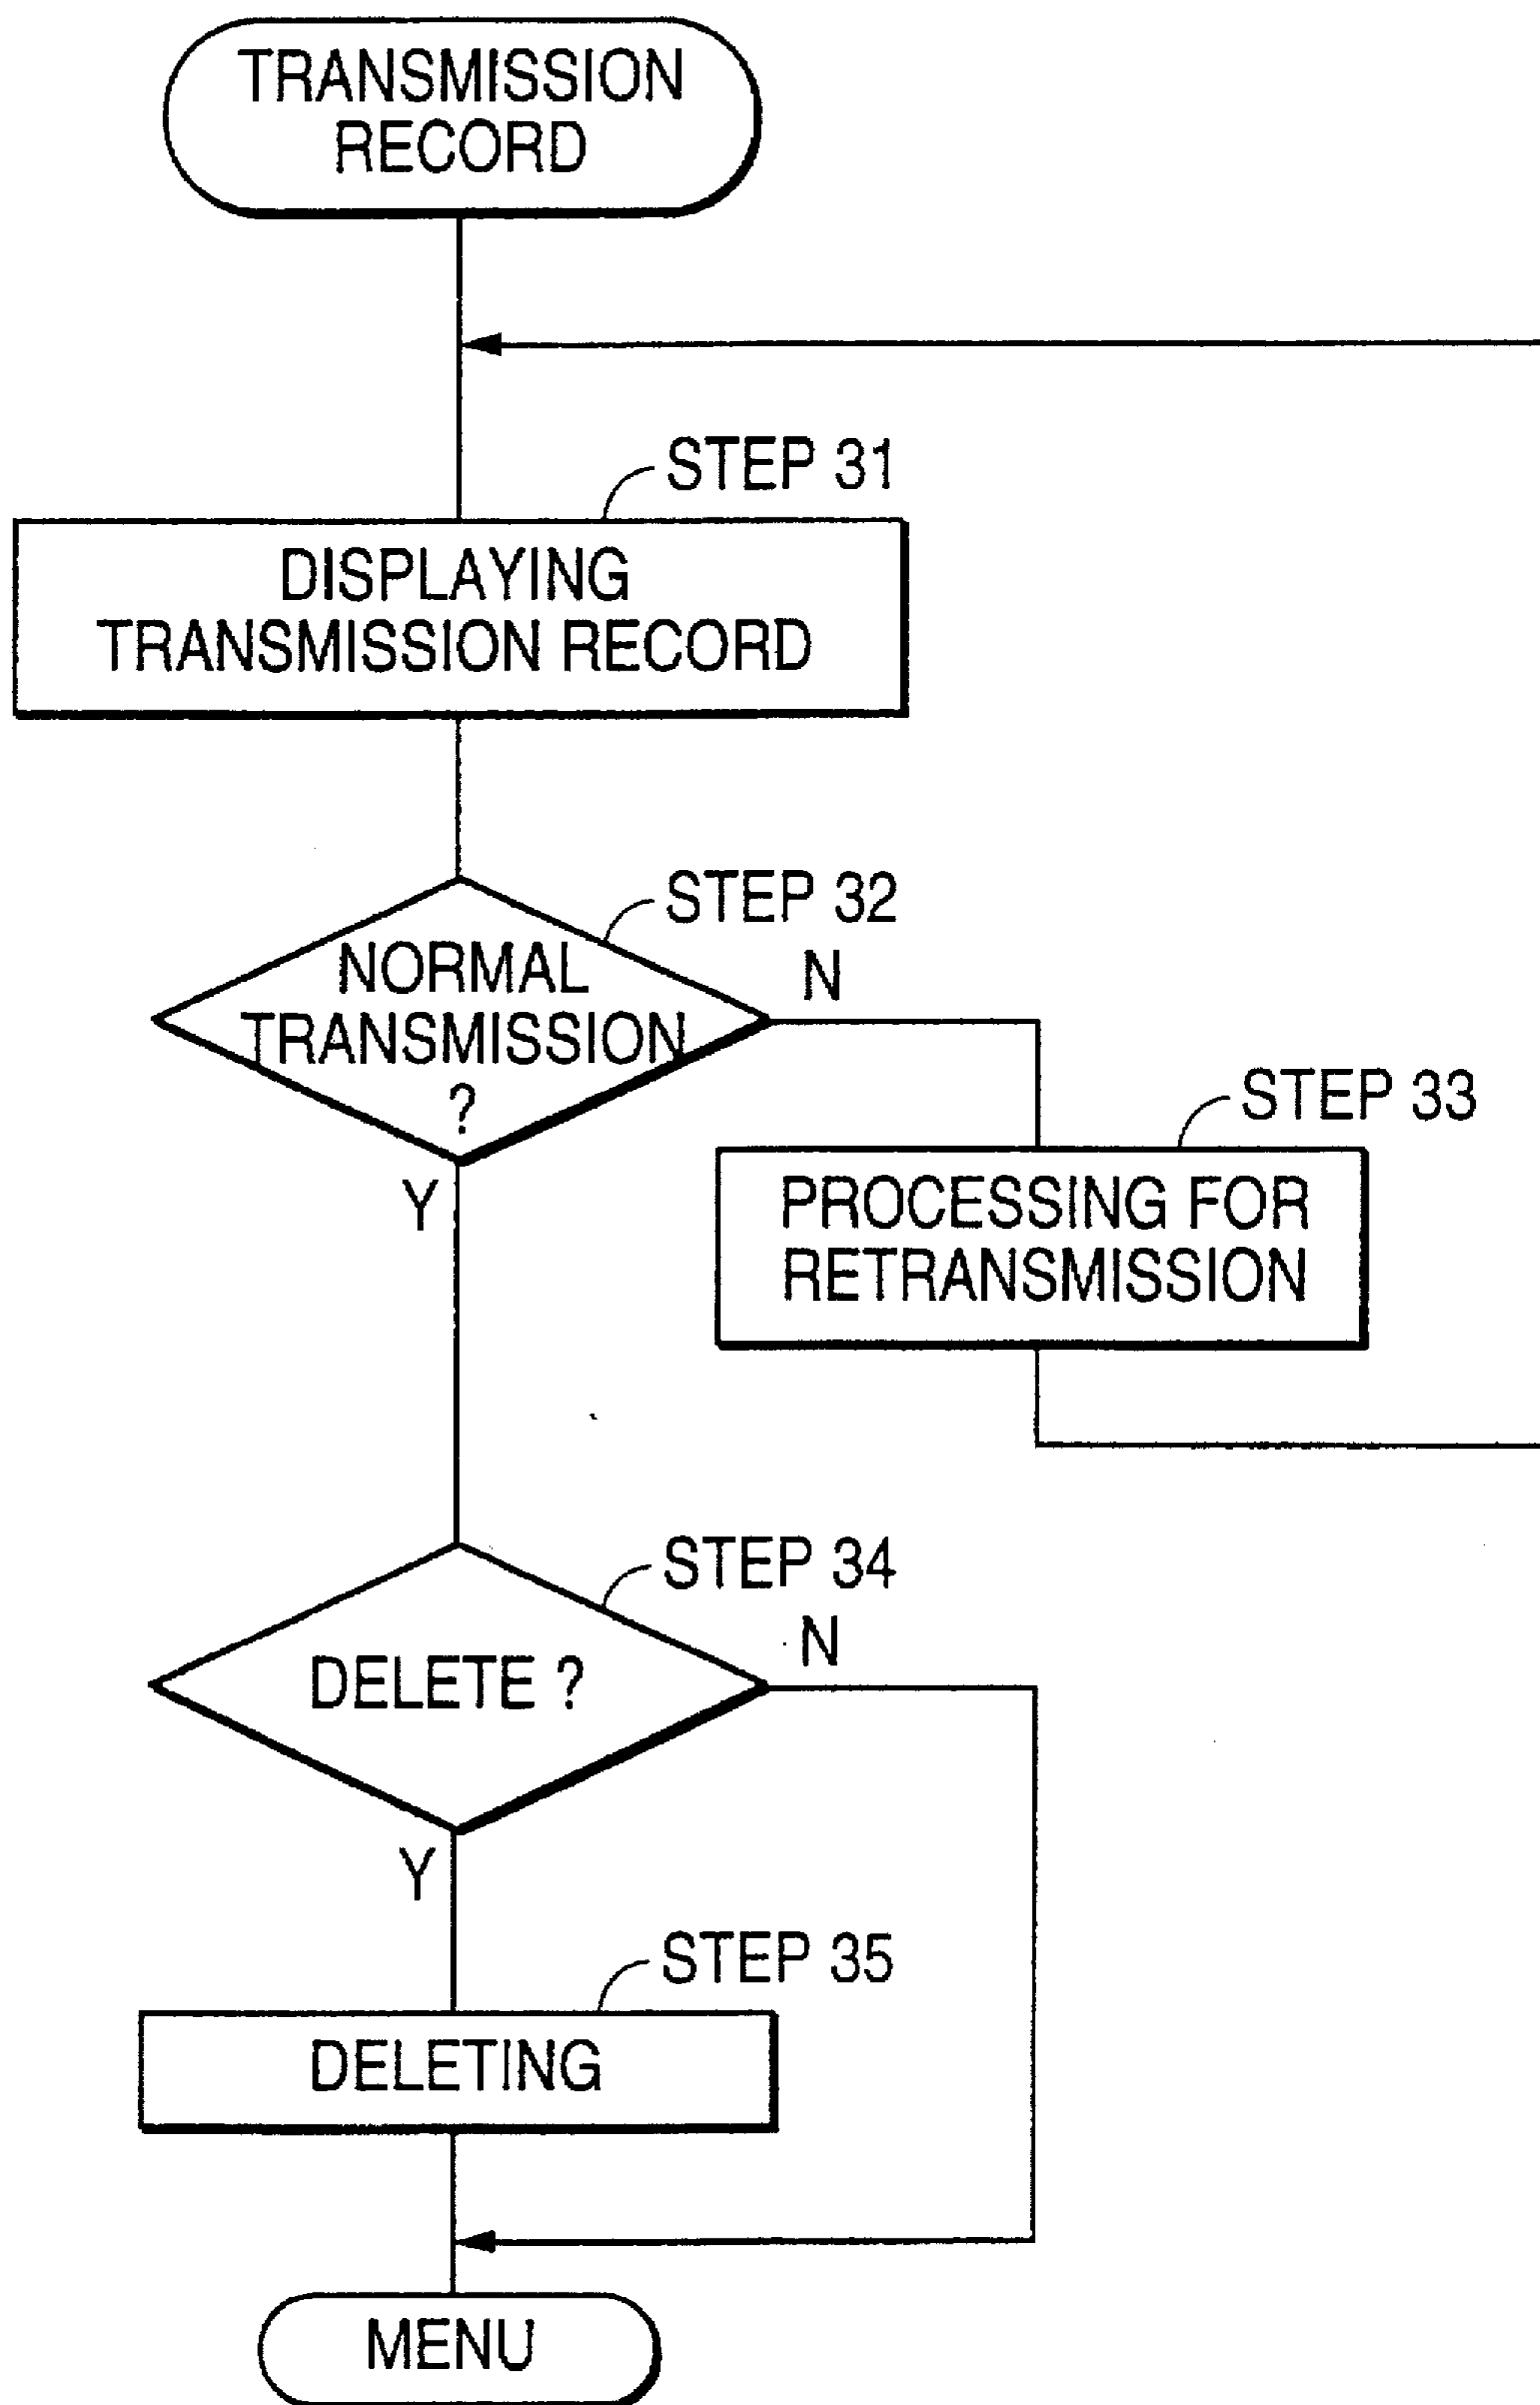 TRANSMISSION
RECORD
STEP 31
DISPLAYING
TRANSMISSION RECORD
STEP 32
NORMAL
TRANSMISSION
?
N
Y
STEP 33
PROCESSING FOR
RETRANSMISSION
STEP 34
DELETE ?
N
Y
STEP 35
DELETING
MENU